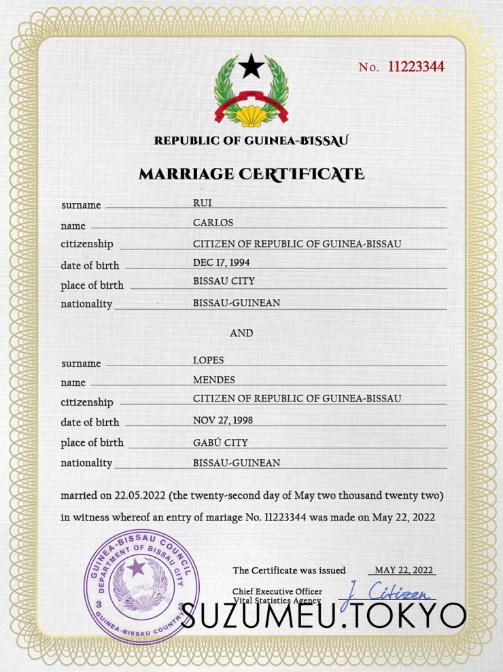 No. 11223344
REPUBLIC OF GUINEA-BISSAU
MARRIAGE CERTIFICATE
surname RUI
name CARLOS
citizenship CITIZEN OF REPUBLIC OF GUINEA-BISSAU
date of birth DEC 17, 1994
place of birth BISSAU CITY
nationality BISSAU-GUINEAN
AND
surname LOPES
name MENDES
citizenship CITIZEN OF REPUBLIC OF GUINEA-BISSAU
date of birth NOV 27, 1998
place of birth GABÚ CITY
nationality BISSAU-GUINEAN
married on 22.05.2022 (the twenty-second day of May two thousand twenty two)
in witness whereof an entry of mariage No. 11223344 was made on May 22, 2022
GUINEA-BISSAU COUNCIL
DEPARTMENT OF BISSAU CITY
3
GUINEA-BISSAU COUNTRY
The Certificate was issued MAY 22, 2022
Chief Executive Officer
Vital Statistics Agency J Citizen
SUZUMEU.TOKYO